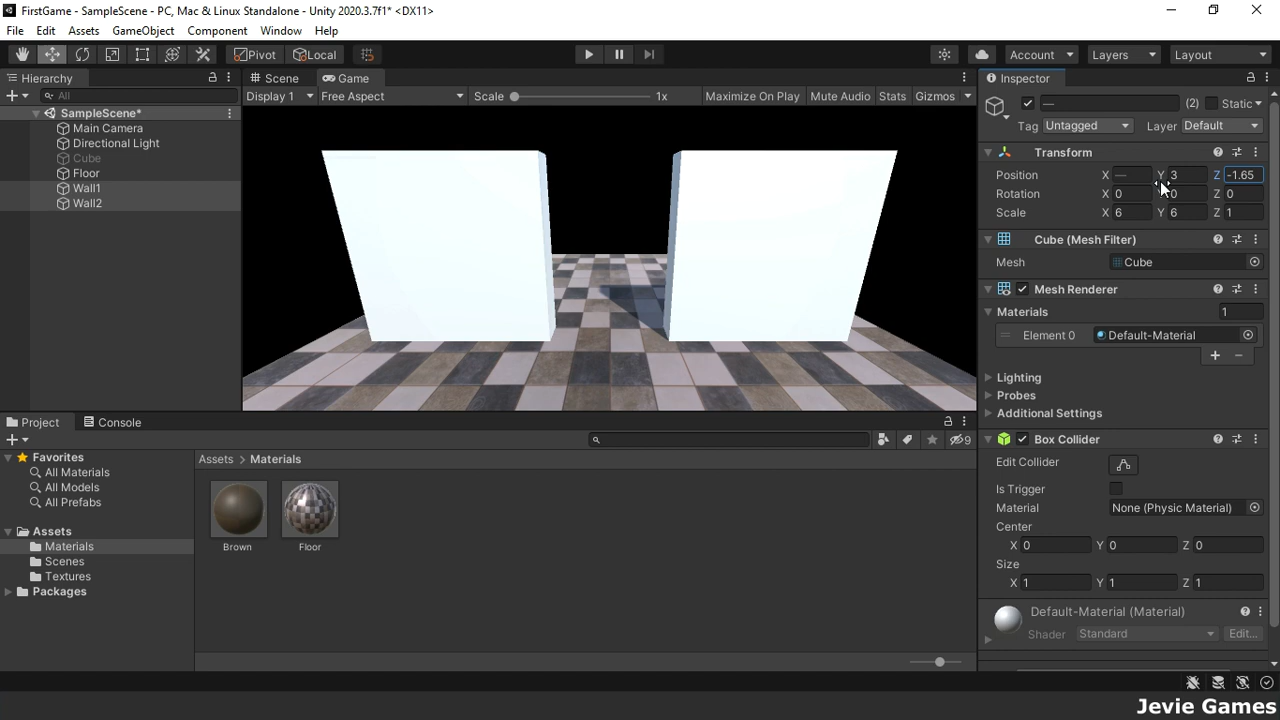 FirstGame - SampleScene - PC, Mac & Linux Standalone - Unity 2020.3.7f1* <DX11>
File Edit Assets GameObject Component Window Help
Pivot Local Account Layers Layout
Hierarchy
All
SampleScene*
Main Camera
Directional Light
Cube
Floor
Wall1
Wall2
Scene Game
Display 1 Free Aspect Scale 1x Maximize On Play Mute Audio Stats Gizmos
Inspector
— (2) Static
Tag Untagged Layer Default
Transform
Position X — Y 3 Z -1.65
Rotation X 0 Y 0 Z 0
Scale X 6 Y 6 Z 1
Cube (Mesh Filter)
Mesh Cube
Mesh Renderer
Materials 1
Element 0 Default-Material
Lighting
Probes
Additional Settings
Box Collider
Edit Collider
Is Trigger
Material None (Physic Material)
Center
X 0 Y 0 Z 0
Size
X 1 Y 1 Z 1
Default-Material (Material)
Shader Standard Edit...
Project Console
9
Favorites
All Materials
All Models
All Prefabs
Assets
Materials
Scenes
Textures
Packages
Assets > Materials
Brown Floor
Jevie Games